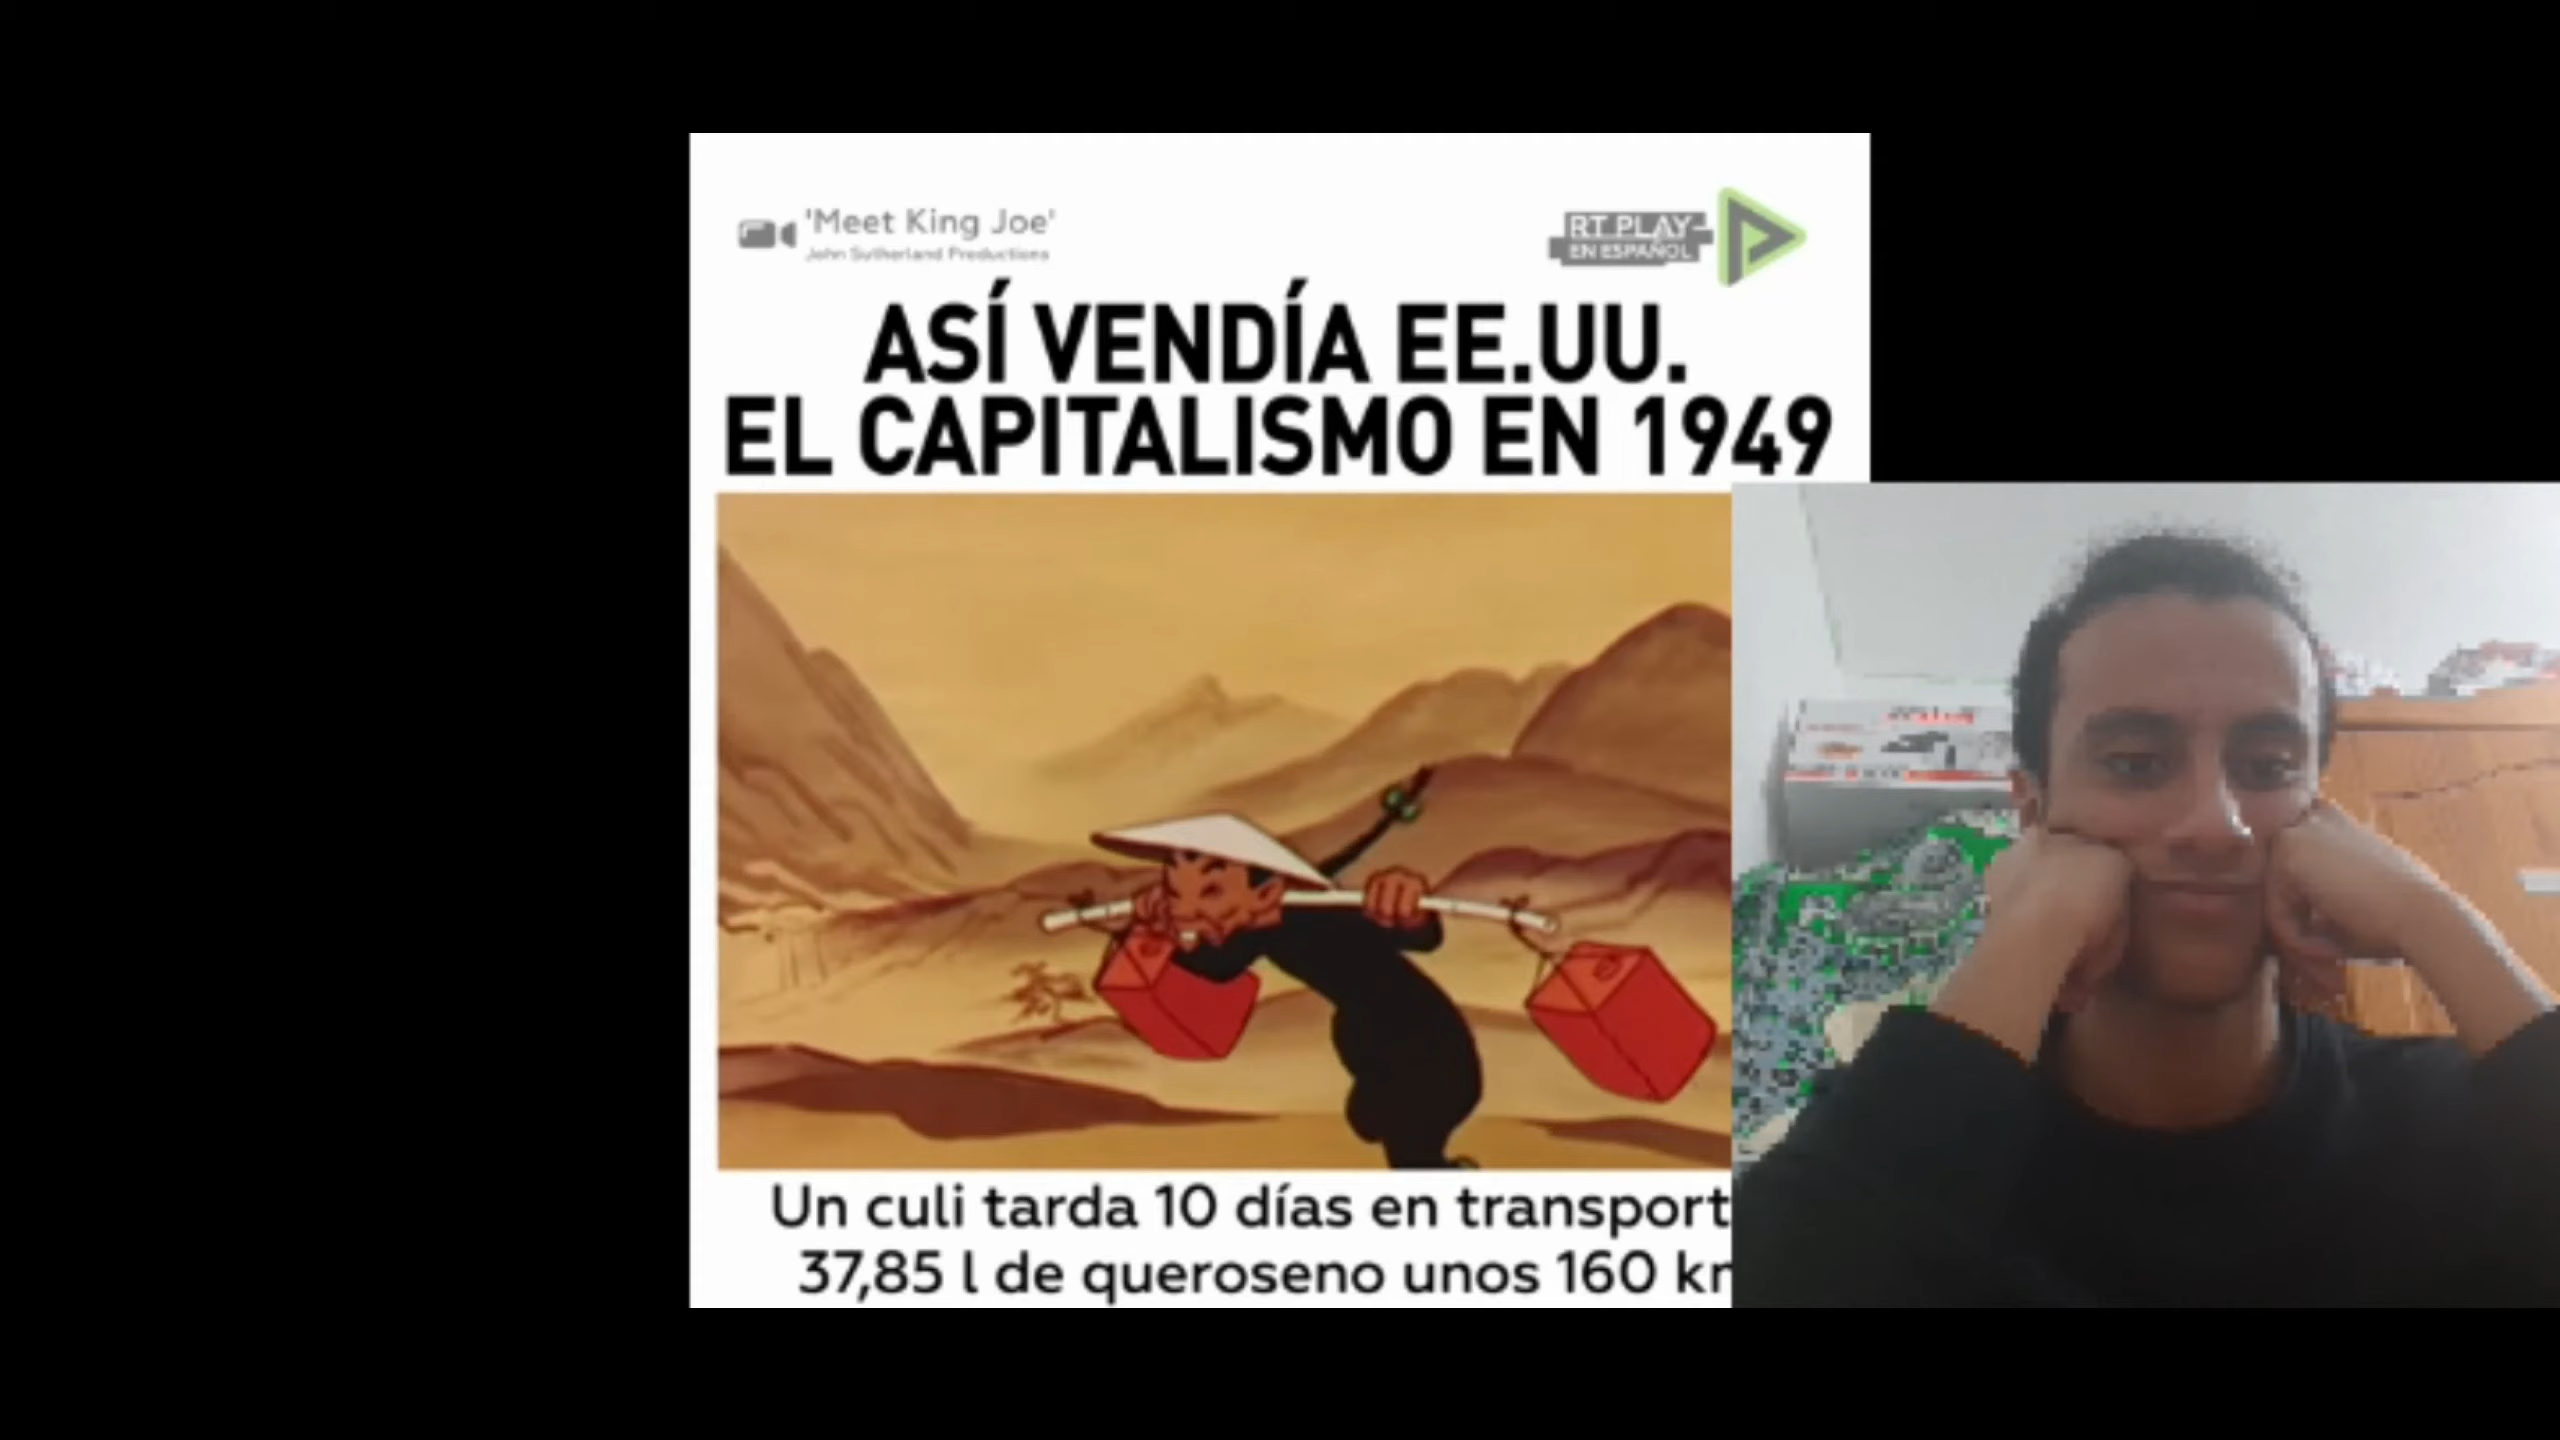 'Meet King Joe'
John Sutherland Productions
RT PLAY
EN ESPAÑOL
ASÍ VENDÍA EE.UU.
EL CAPITALISMO EN 1949
Un culi tarda 10 días en transport
37,85 l de queroseno unos 160 km